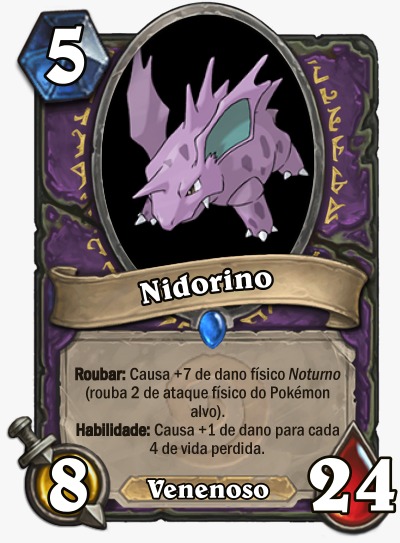 5
Nidorino
Roubar: Causa +7 de dano físico Noturno
(rouba 2 de ataque físico do Pokémon
alvo).
Habilidade: Causa +1 de dano para cada
4 de vida perdida.
8
Venenoso
24